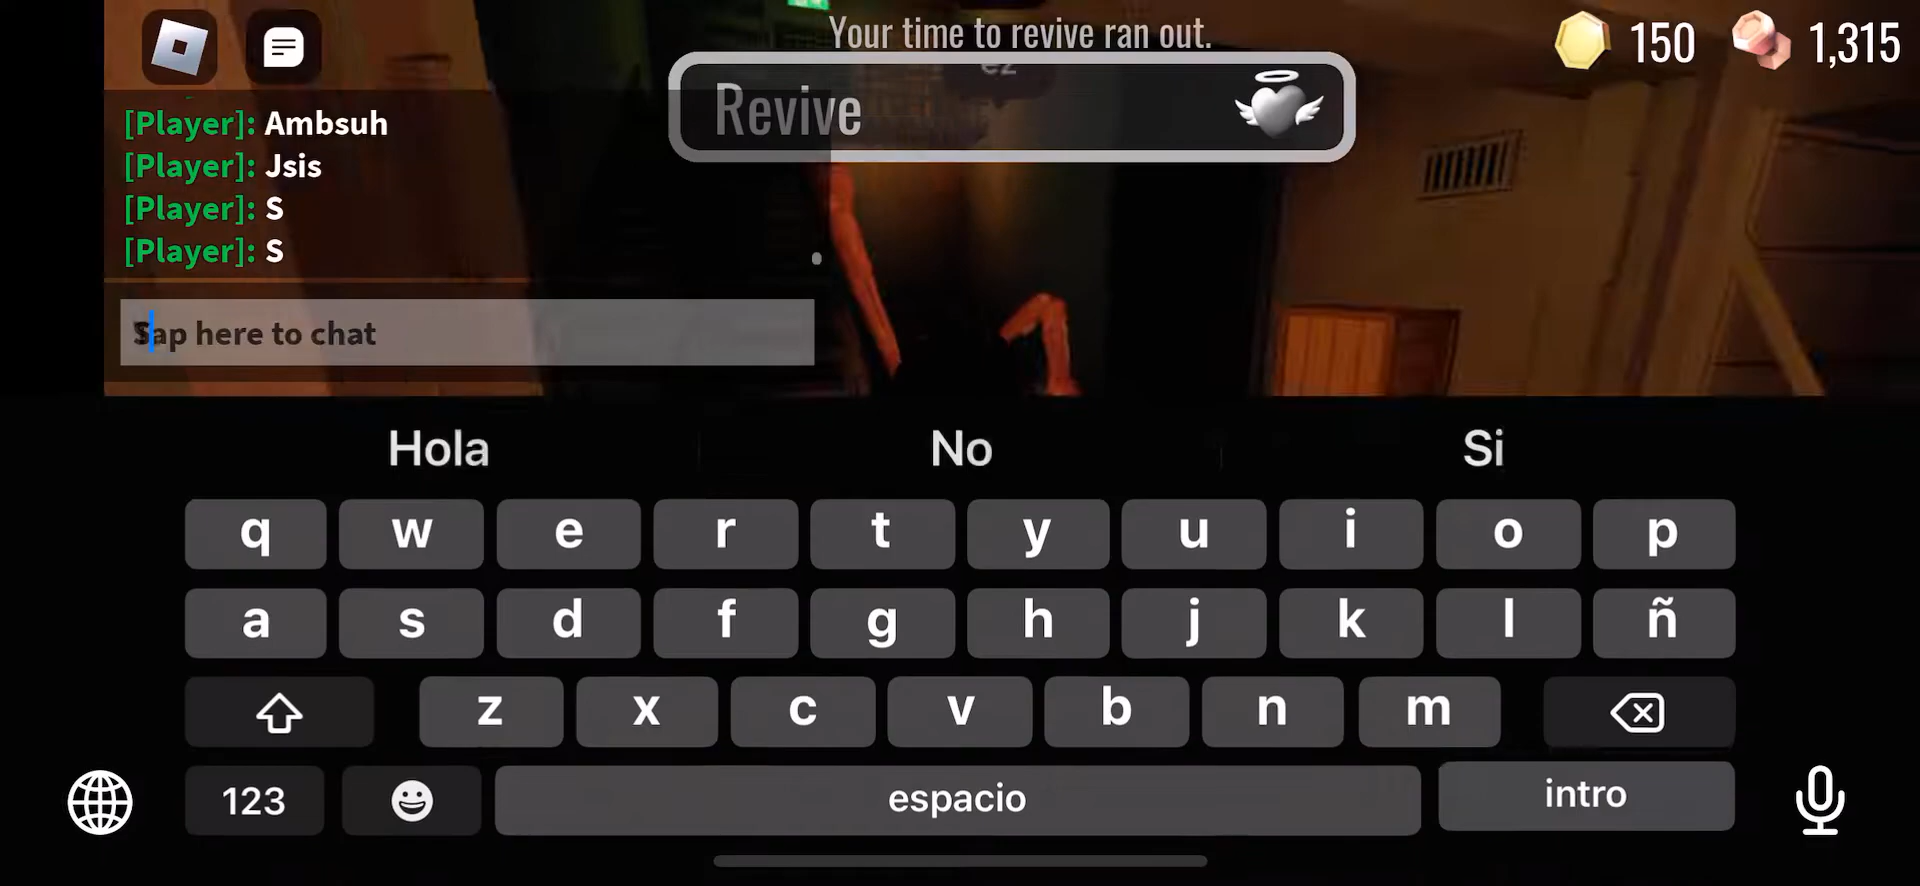 Your time to revive ran out.
150
1,315
ez
Revive
[Player]: Ambsuh
[Player]: Jsis
[Player]: S
[Player]: S
Tap here to chat
Hola No Si
q w e r t y u i o p
a s d f g h j k l ñ
z x c v b n m
123 espacio intro